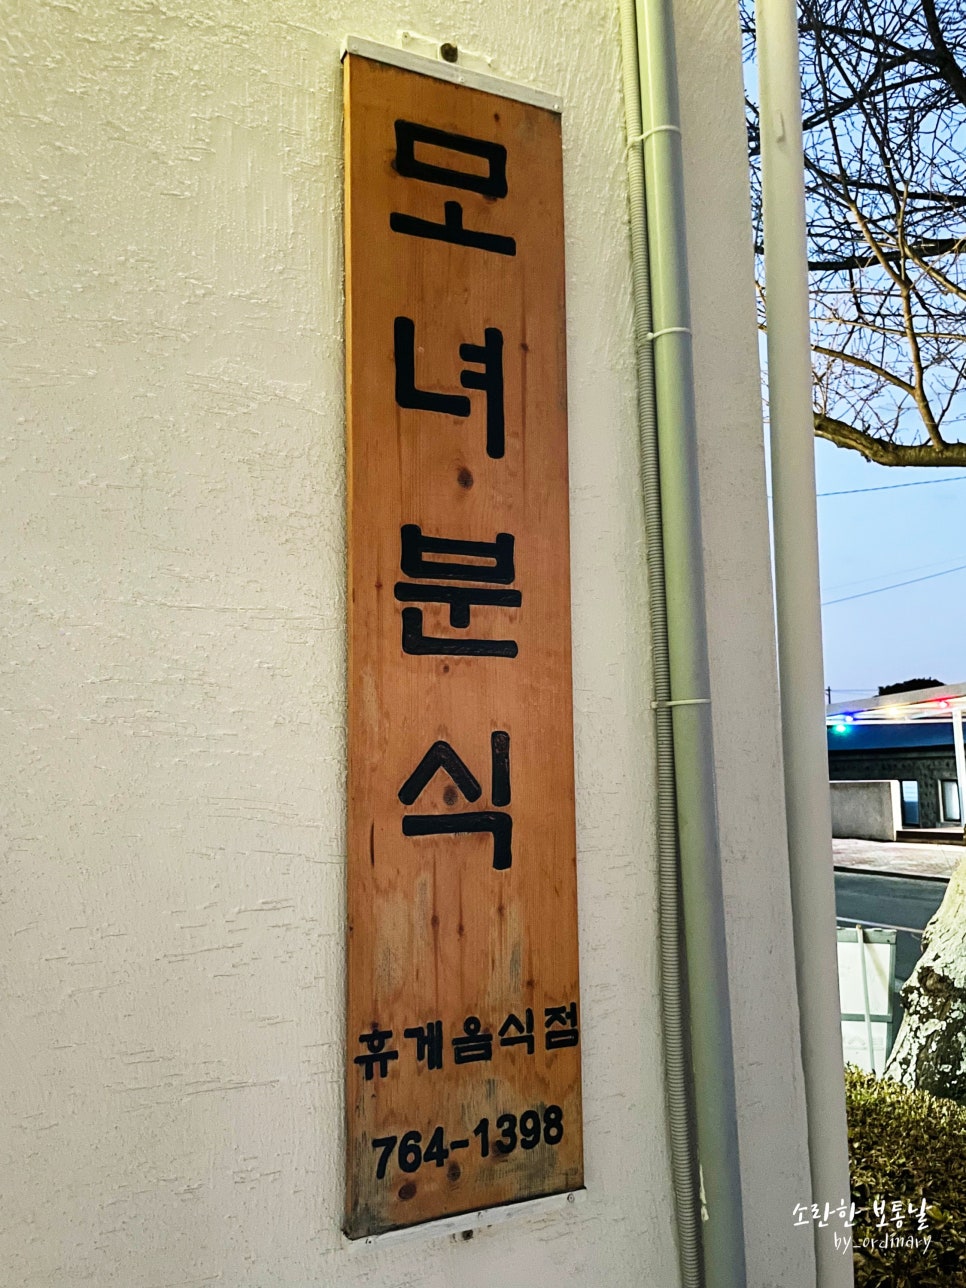 모녀분식
휴게음식점
764-1398
소란한 보통날
by_ordinary